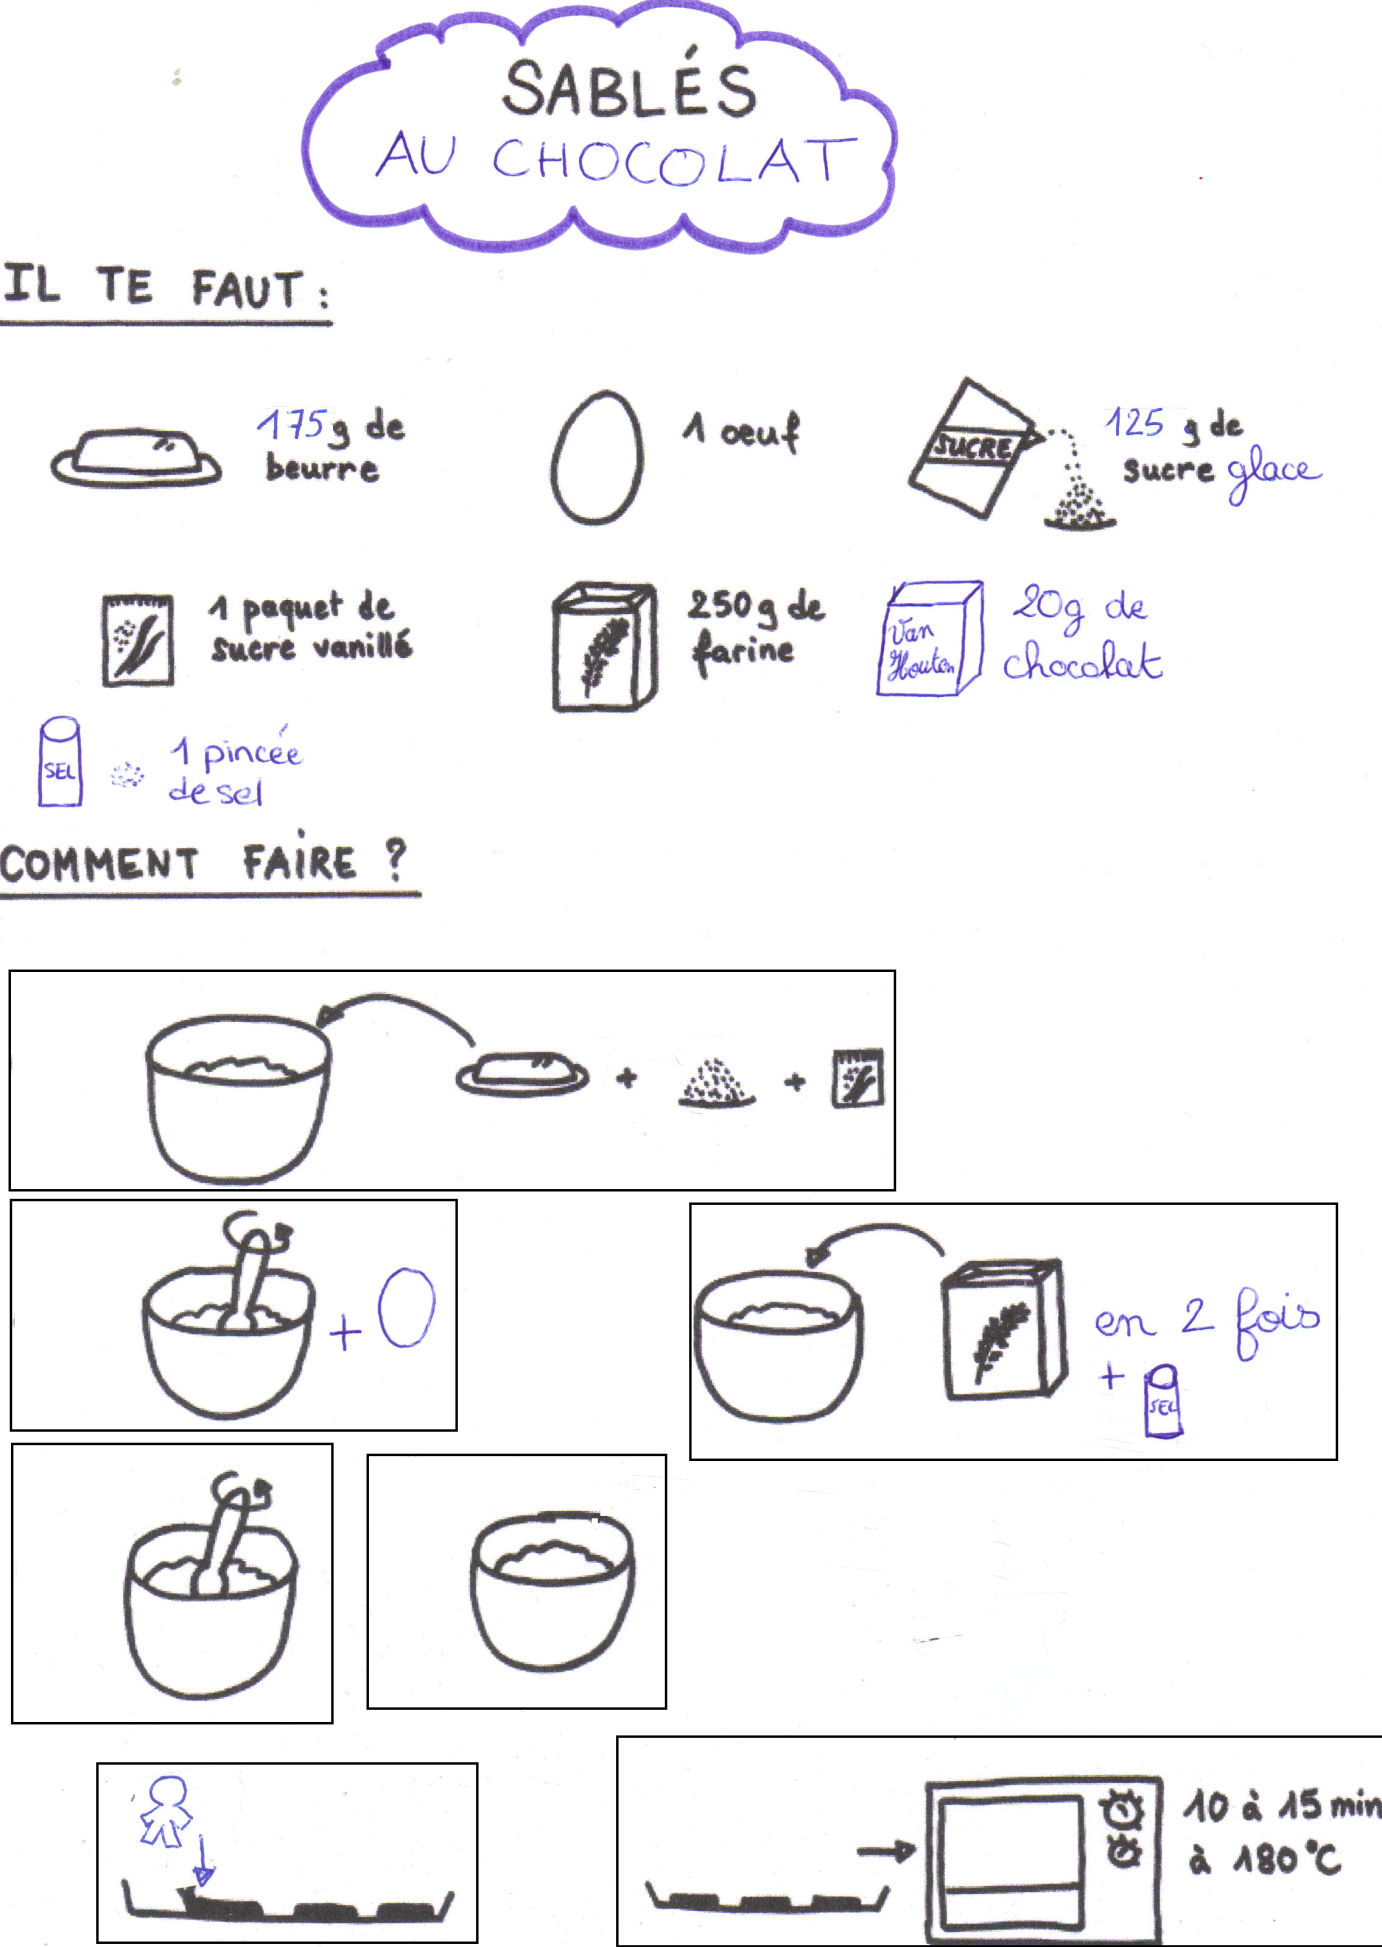 SABLÉS
AU CHOCOLAT
IL TE FAUT :
175g de
beurre
1 oeuf
SUCRE
125 g de
sucre glace
1 paquet de
sucre vanillé
250g de
farine
Van
Houten
20g de
chocolat
SEL
1 pincée
de sel
COMMENT FAIRE ?
+ +
+
en 2 fois
+
SEL
10 à 15 min
à 180°C